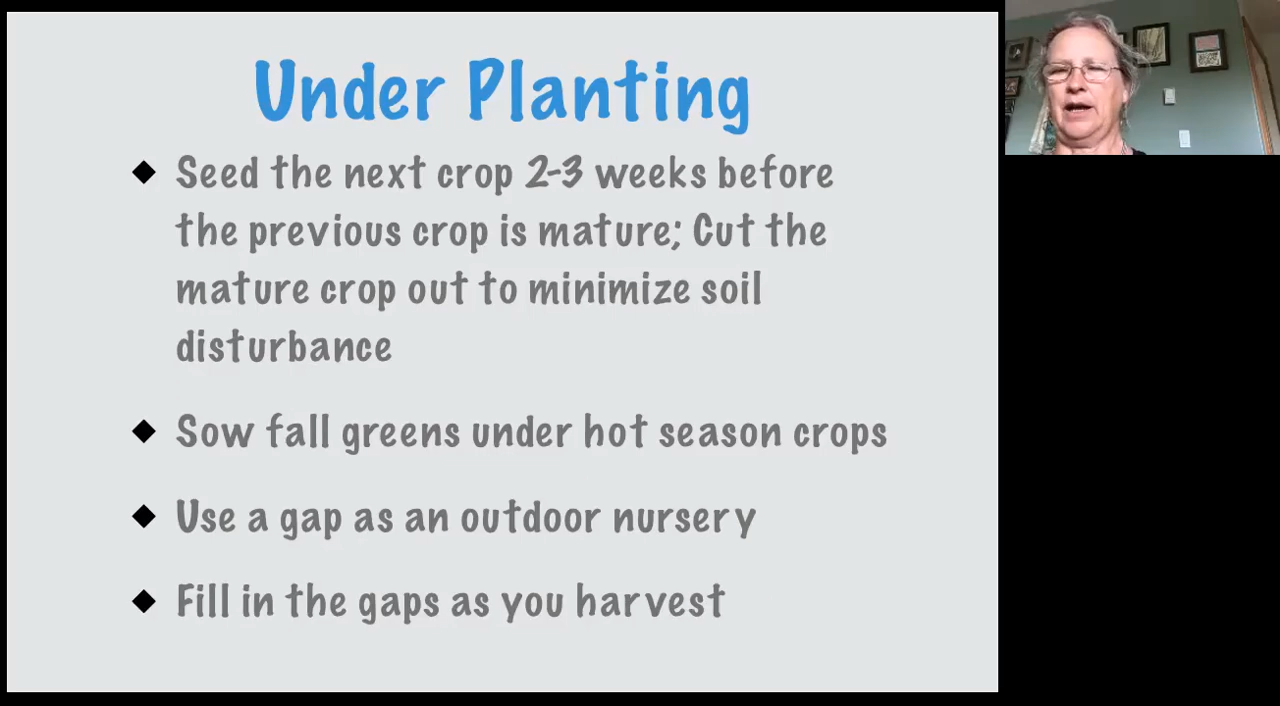 Under Planting
Seed the next crop 2-3 weeks before
the previous crop is mature; Cut the
mature crop out to minimize soil
disturbance
Sow fall greens under hot season crops
Use a gap as an outdoor nursery
Fill in the gaps as you harvest